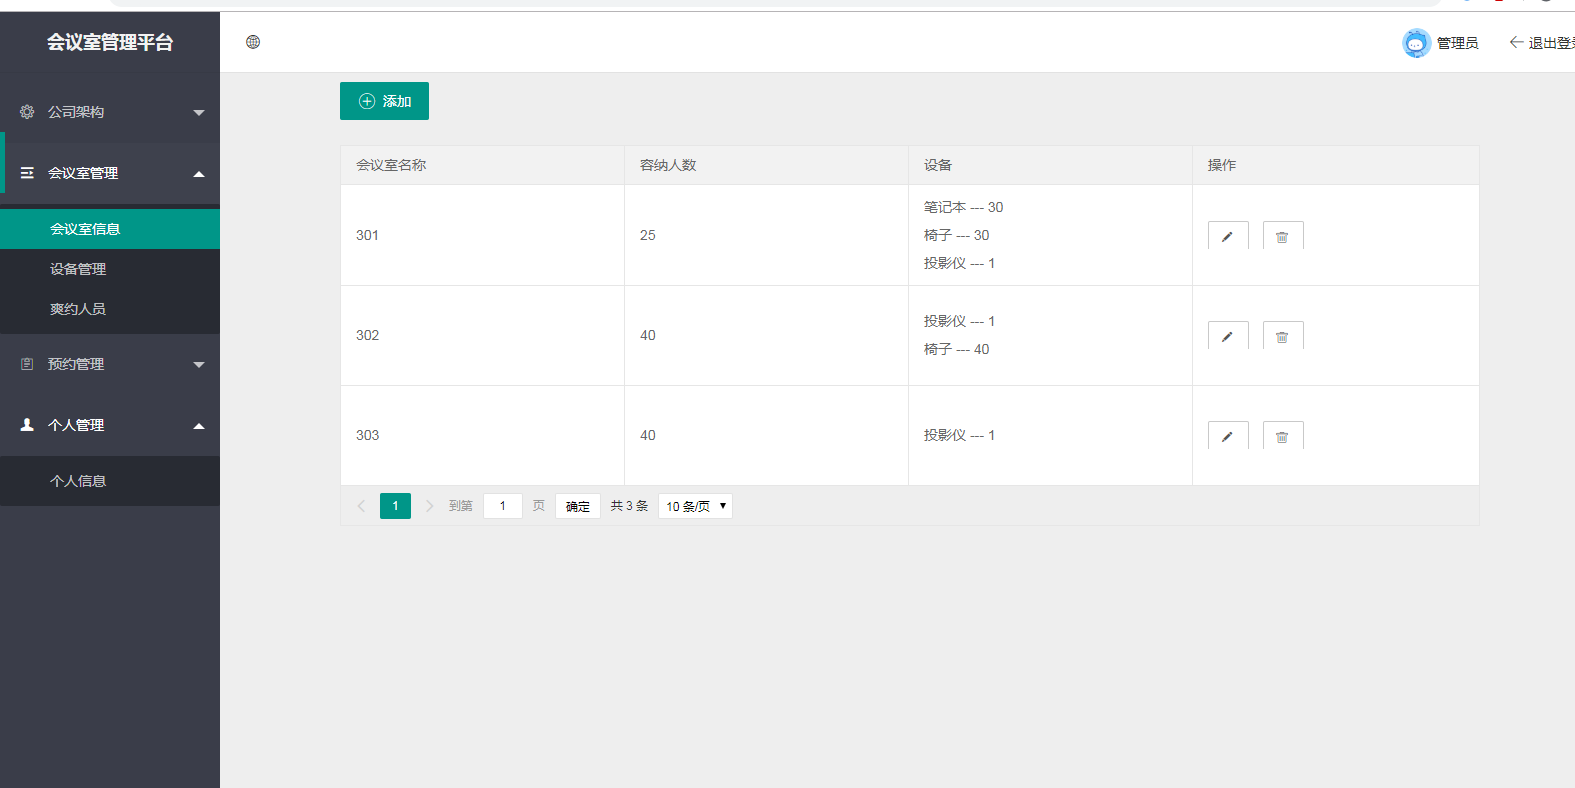 会议室管理平台
管理员
公司架构
会议室管理
会议室信息
设备管理
爽约人员
预约管理
个人管理
个人信息
添加
会议室名称 容纳人数 设备 操作
301 25 笔记本 --- 30
椅子 --- 30
投影仪 --- 1
302 40 投影仪 --- 1
椅子 --- 40
303 40 投影仪 --- 1
1 到第 1 页 确定 共 3 条 10 条/页
退出登